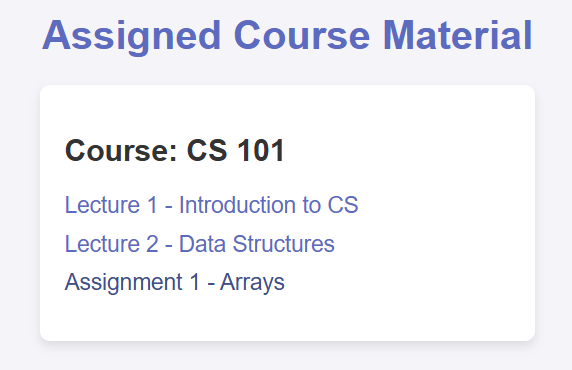 Assigned Course Material
Course: CS 101
Lecture 1 - Introduction to CS
Lecture 2 - Data Structures
Assignment 1 - Arrays